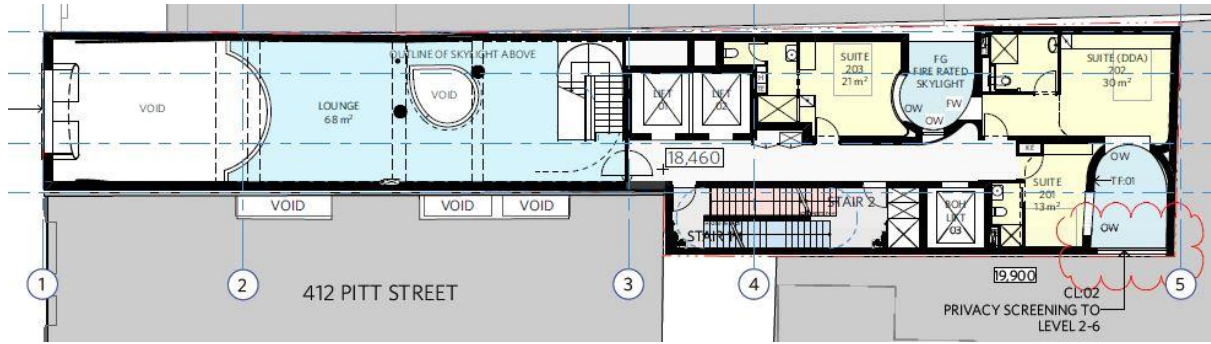 OUTLINE OF SKYLIGHT ABOVE
VOID
LOUNGE
68 m²
VOID
LIFT
01
LIFT
02
SUITE
203
21 m²
FG
FIRE RATED
SKYLIGHT
OW
FW
OW
SUITE (DDA)
202
30 m²
18,460
KE
OW
TF:01
SUITE
201
13 m²
OW
VOID
VOID
VOID
STAIR 2
STAIR 1
BOH
LIFT
03
19,900
1
2
3
4
5
412 PITT STREET
CL:02
PRIVACY SCREENING TO
LEVEL 2-6